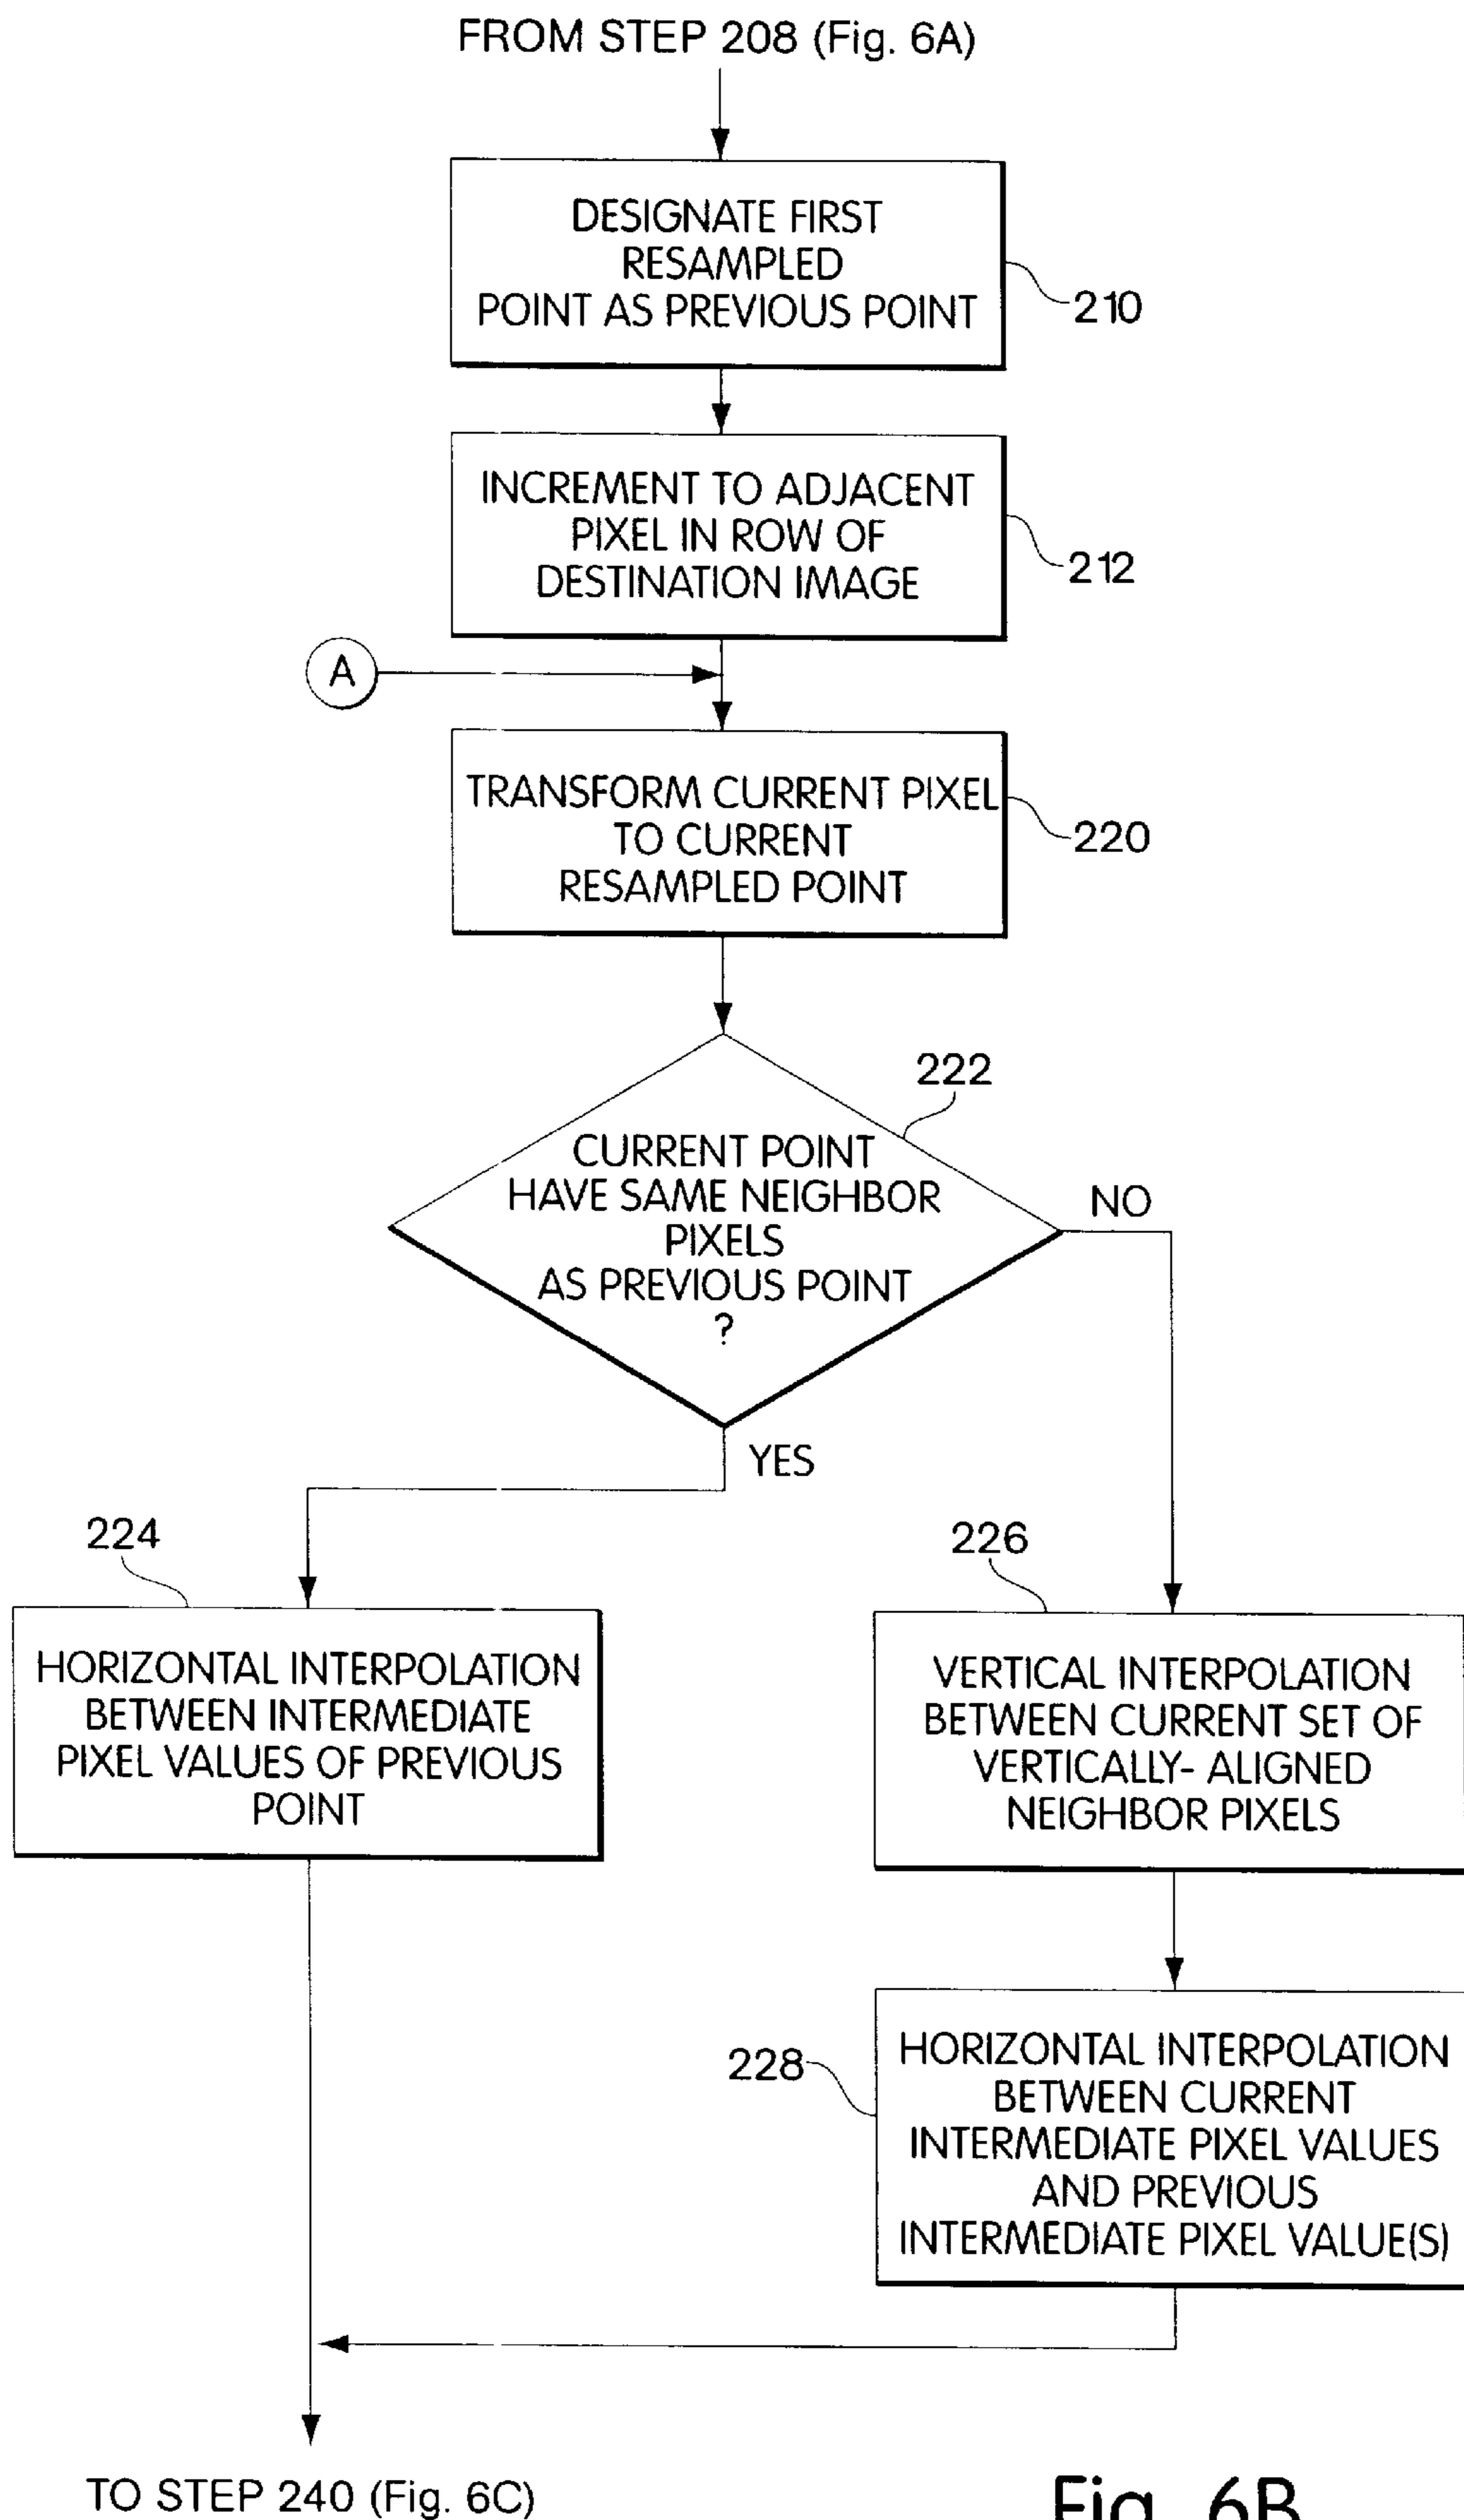 FROM STEP 208 (Fig. 6A)
DESIGNATE FIRST
RESAMPLED
POINT AS PREVIOUS POINT
210
INCREMENT TO ADJACENT
PIXEL IN ROW OF
DESTINATION IMAGE
212
A
TRANSFORM CURRENT PIXEL
TO CURRENT
RESAMPLED POINT
220
222
CURRENT POINT
HAVE SAME NEIGHBOR
PIXELS
AS PREVIOUS POINT
?
NO
YES
224
HORIZONTAL INTERPOLATION
BETWEEN INTERMEDIATE
PIXEL VALUES OF PREVIOUS
POINT
226
VERTICAL INTERPOLATION
BETWEEN CURRENT SET OF
VERTICALLY- ALIGNED
NEIGHBOR PIXELS
228
HORIZONTAL INTERPOLATION
BETWEEN CURRENT
INTERMEDIATE PIXEL VALUES
AND PREVIOUS
INTERMEDIATE PIXEL VALUE(S)
TO STEP 240 (Fig. 6C)
Fig. 6B